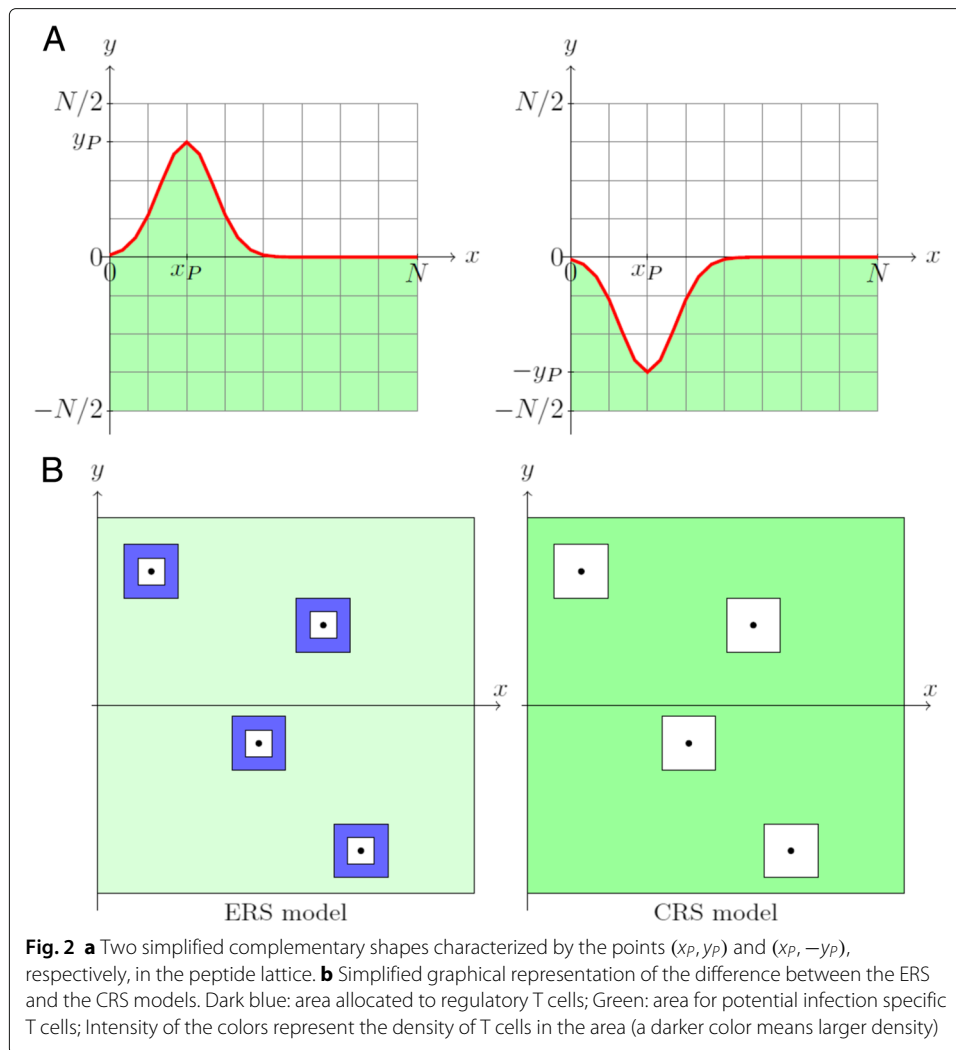 A
y
N/2
yP
0
0
xP
N
x
−N/2
y
N/2
0
0
xP
N
x
−yP
−N/2
B
y
x
ERS model
y
x
CRS model
Fig. 2 a Two simplified complementary shapes characterized by the points (xP, yP) and (xP, −yP),
respectively, in the peptide lattice. b Simplified graphical representation of the difference between the ERS
and the CRS models. Dark blue: area allocated to regulatory T cells; Green: area for potential infection specific
T cells; Intensity of the colors represent the density of T cells in the area (a darker color means larger density)